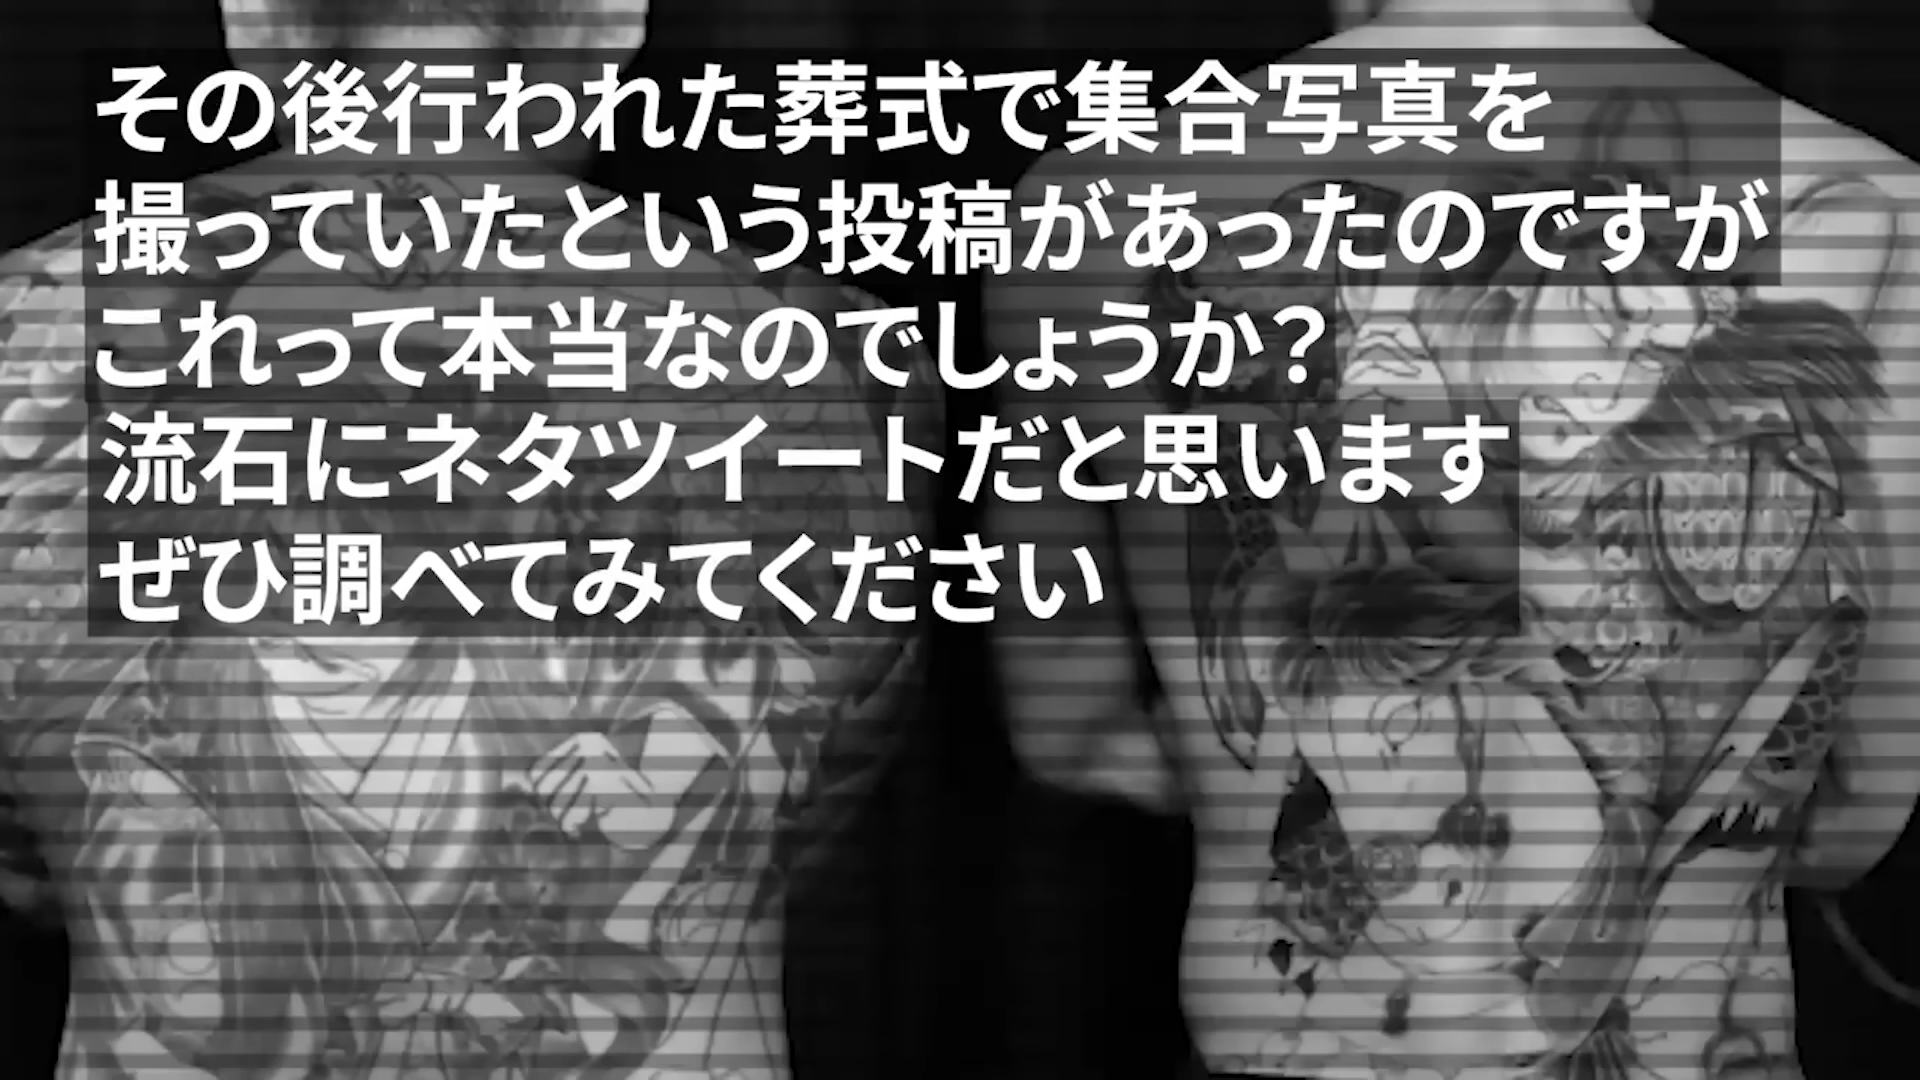 その後行われた葬式で集合写真を
撮っていたという投稿があったのですが
これって本当なのでしょうか？
流石にネタツイートだと思います
ぜひ調べてみてください